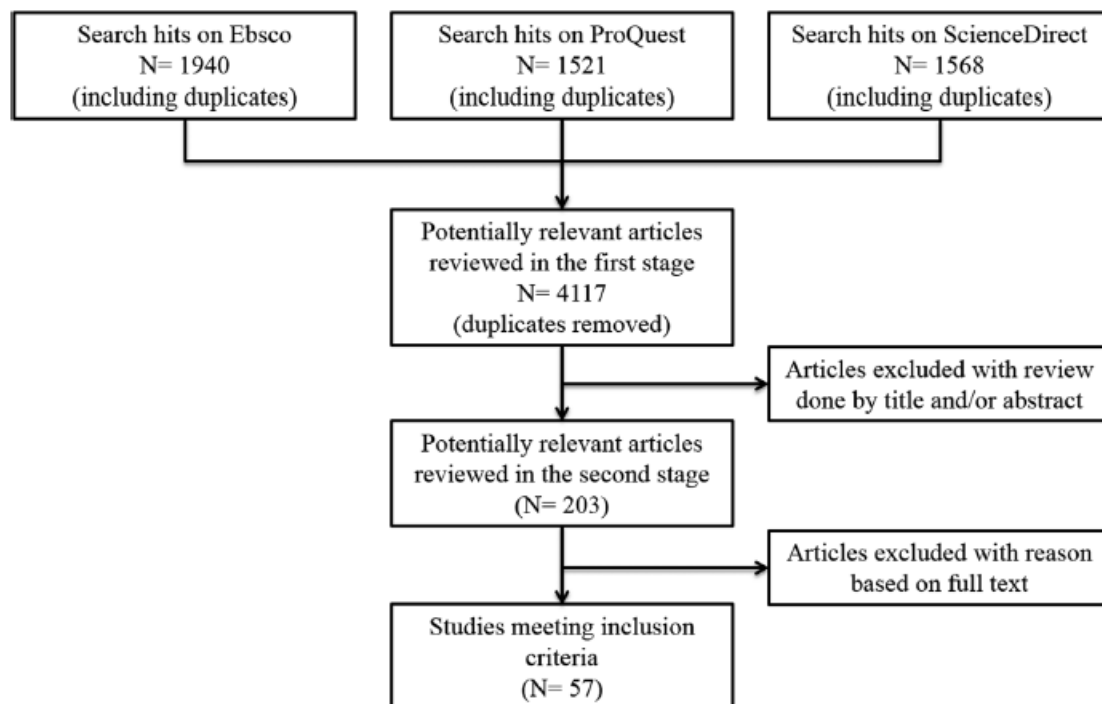 Search hits on Ebsco
N= 1940
(including duplicates)
Search hits on ProQuest
N= 1521
(including duplicates)
Search hits on ScienceDirect
N= 1568
(including duplicates)
Potentially relevant articles
reviewed in the first stage
N= 4117
(duplicates removed)
Articles excluded with review
done by title and/or abstract
Potentially relevant articles
reviewed in the second stage
(N= 203)
Articles excluded with reason
based on full text
Studies meeting inclusion
criteria
(N= 57)